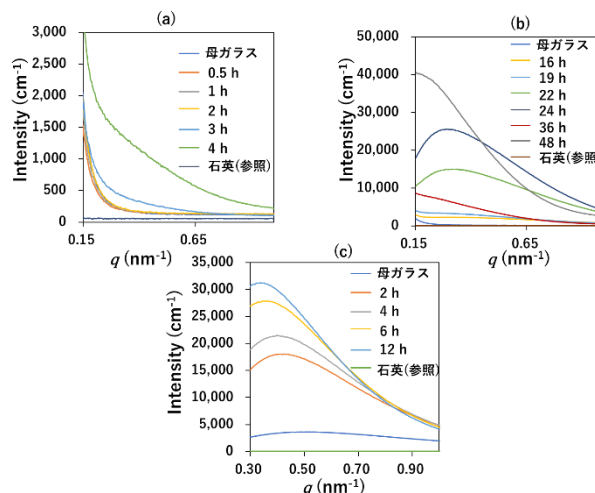 (a)
Intensity (cm⁻¹)
3,000
2,500
2,000
1,500
1,000
500
0
0.15
0.65
q (nm⁻¹)
母ガラス
0.5 h
1 h
2 h
3 h
4 h
石英(参照)
(b)
Intensity (cm⁻¹)
50,000
40,000
30,000
20,000
10,000
0
0.15
0.65
q (nm⁻¹)
母ガラス
16 h
19 h
22 h
24 h
36 h
48 h
石英(参照)
(c)
Intensity (cm⁻¹)
35,000
30,000
25,000
20,000
15,000
10,000
5,000
0
0.30
0.50
0.70
0.90
q (nm⁻¹)
母ガラス
2 h
4 h
6 h
12 h
石英(参照)